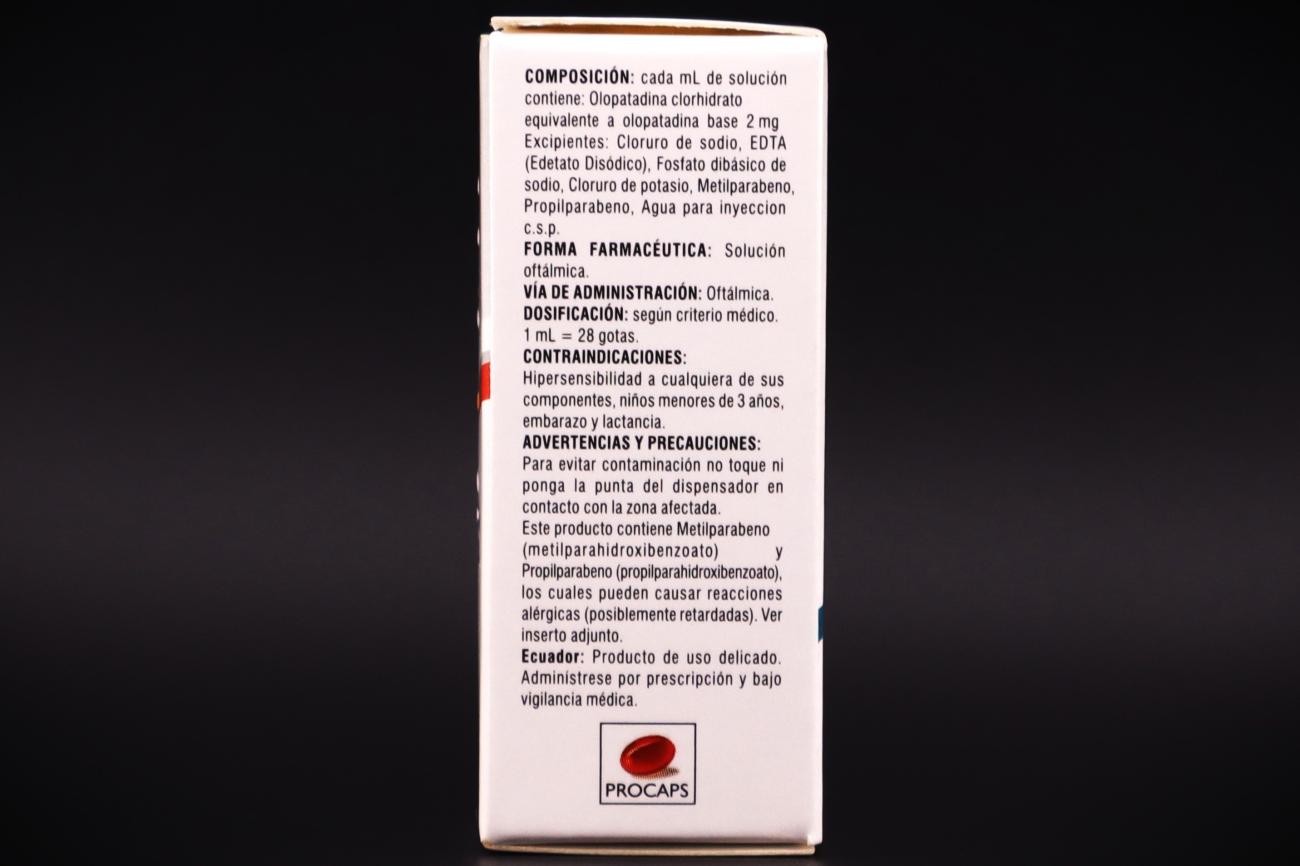 COMPOSICIÓN: cada mL de solución
contiene: Olopatadina clorhidrato
equivalente a olopatadina base 2 mg
Excipientes: Cloruro de sodio, EDTA
(Edetato Disódico), Fosfato dibásico de
sodio, Cloruro de potasio, Metilparabeno,
Propilparabeno, Agua para inyeccion
c.s.p.
FORMA FARMACÉUTICA: Solución
oftálmica.
VÍA DE ADMINISTRACIÓN: Oftálmica.
DOSIFICACIÓN: según criterio médico.
1 mL = 28 gotas.
CONTRAINDICACIONES:
Hipersensibilidad a cualquiera de sus
componentes, niños menores de 3 años,
embarazo y lactancia.
ADVERTENCIAS Y PRECAUCIONES:
Para evitar contaminación no toque ni
ponga la punta del dispensador en
contacto con la zona afectada.
Este producto contiene Metilparabeno
(metilparahidroxibenzoato) y
Propilparabeno (propilparahidroxibenzoato),
los cuales pueden causar reacciones
alérgicas (posiblemente retardadas). Ver
inserto adjunto.
Ecuador: Producto de uso delicado.
Adminístrese por prescripción y bajo
vigilancia médica.
PROCAPS